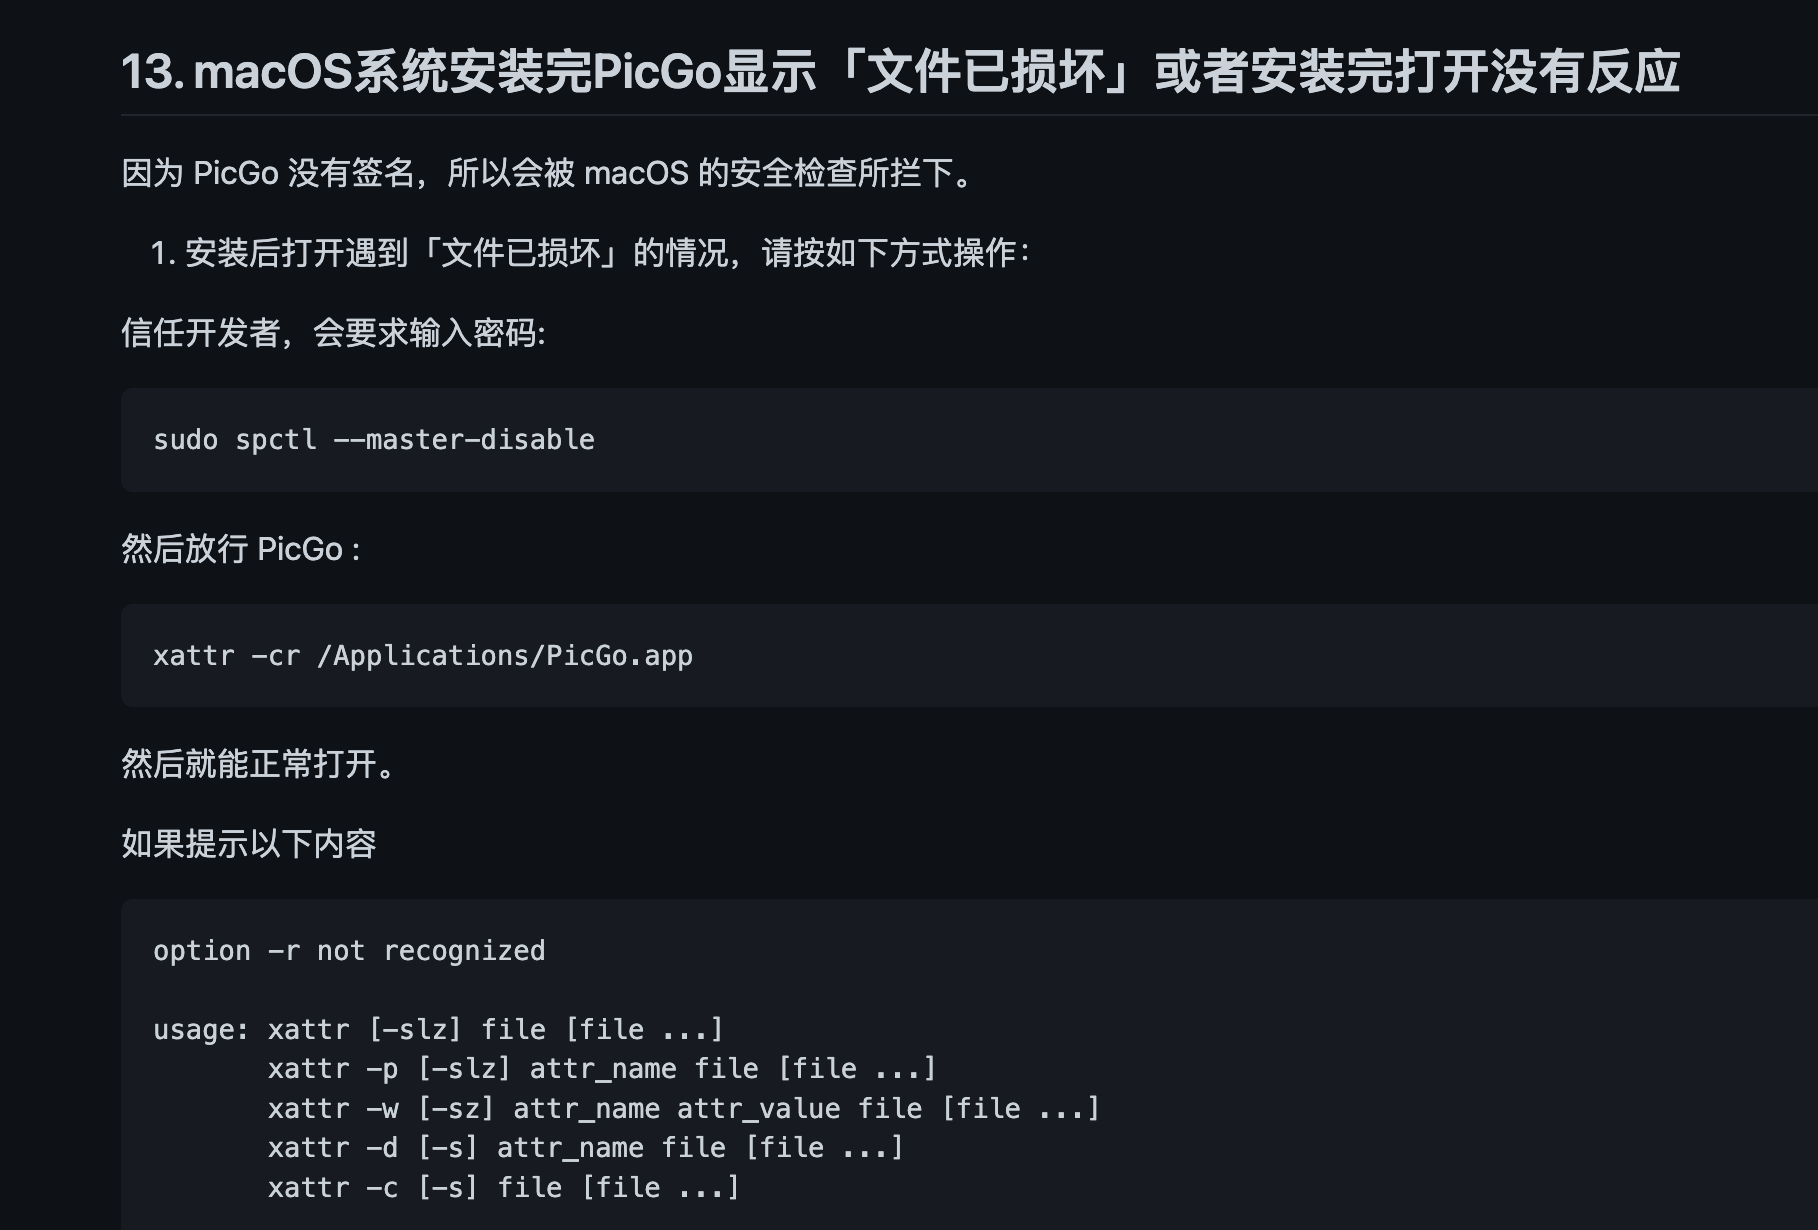 13. macOS系统安装完PicGo显示「文件已损坏」或者安装完打开没有反应
因为 PicGo 没有签名，所以会被 macOS 的安全检查所拦下。
1. 安装后打开遇到「文件已损坏」的情况，请按如下方式操作：
信任开发者，会要求输入密码:
sudo spctl --master-disable
然后放行 PicGo :
xattr -cr /Applications/PicGo.app
然后就能正常打开。
如果提示以下内容
option -r not recognized
usage: xattr [-slz] file [file ...]
xattr -p [-slz] attr_name file [file ...]
xattr -w [-sz] attr_name attr_value file [file ...]
xattr -d [-s] attr_name file [file ...]
xattr -c [-s] file [file ...]